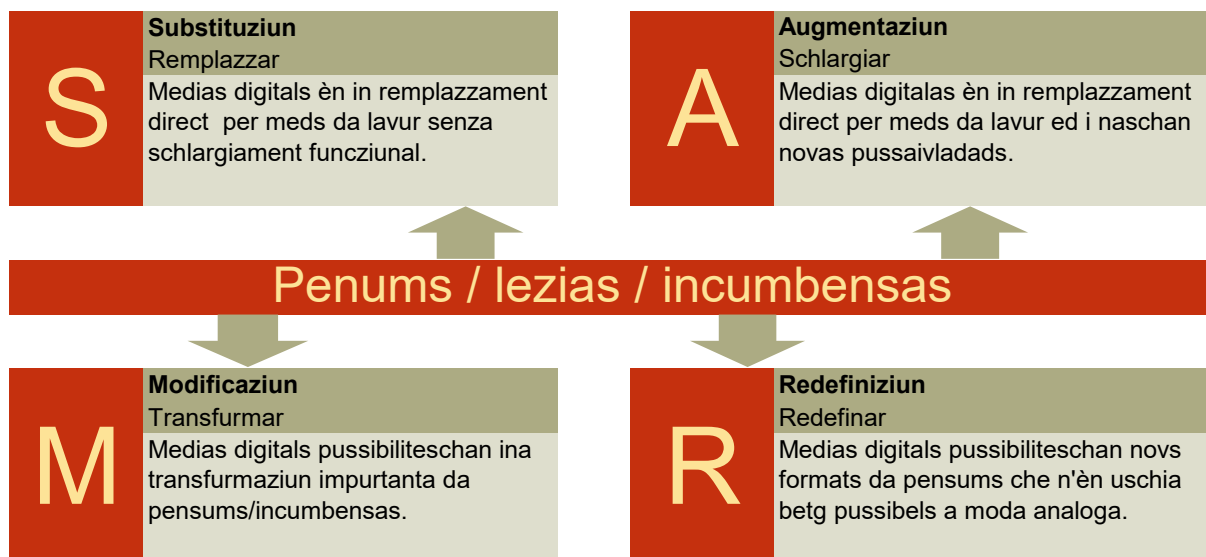 S
Substituziun
Remplazzar
Medias digitals èn in remplazzament
direct  per meds da lavur senza
schlargiament funcziunal.
A
Augmentaziun
Schlargiar
Medias digitalas èn in remplazzament
direct per meds da lavur ed i naschan
novas pussaivladads.
Penums / lezias / incumbensas
M
Modificaziun
Transfurmar
Medias digitals pussibiliteschan ina
transfurmaziun impurtanta da
pensums/incumbensas.
R
Redefiniziun
Redefinar
Medias digitals pussibiliteschan novs
formats da pensums che n'èn uschia
betg pussibels a moda analoga.